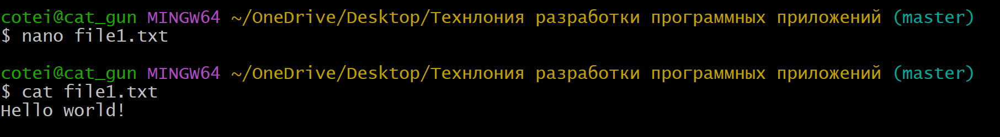 cotei@cat_gun MINGW64 ~/OneDrive/Desktop/Технлония разработки программных приложений (master)
$ nano file1.txt
cotei@cat_gun MINGW64 ~/OneDrive/Desktop/Технлония разработки программных приложений (master)
$ cat file1.txt
Hello world!